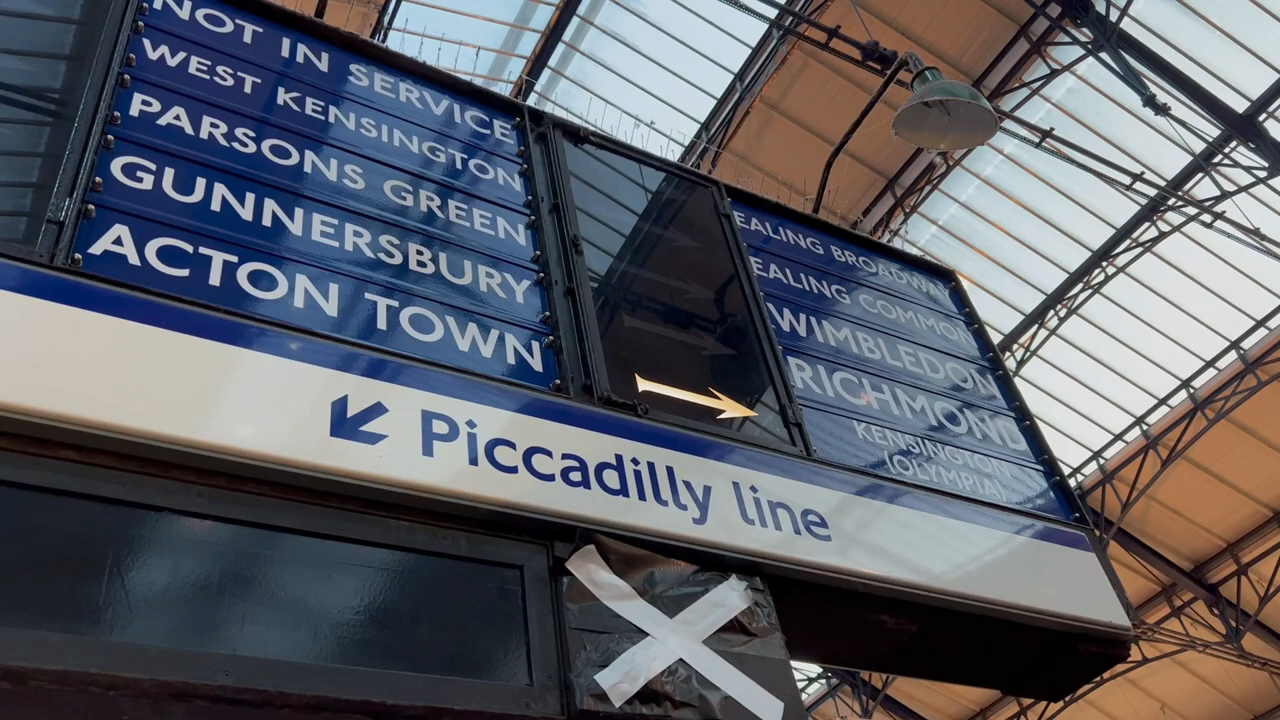 NOT IN SERVICE
WEST KENSINGTON
PARSONS GREEN
GUNNERSBURY
ACTON TOWN
EALING BROADWAY
EALING COMMON
WIMBLEDON
RICHMOND
KENSINGTON
(OLYMPIA)
Piccadilly line